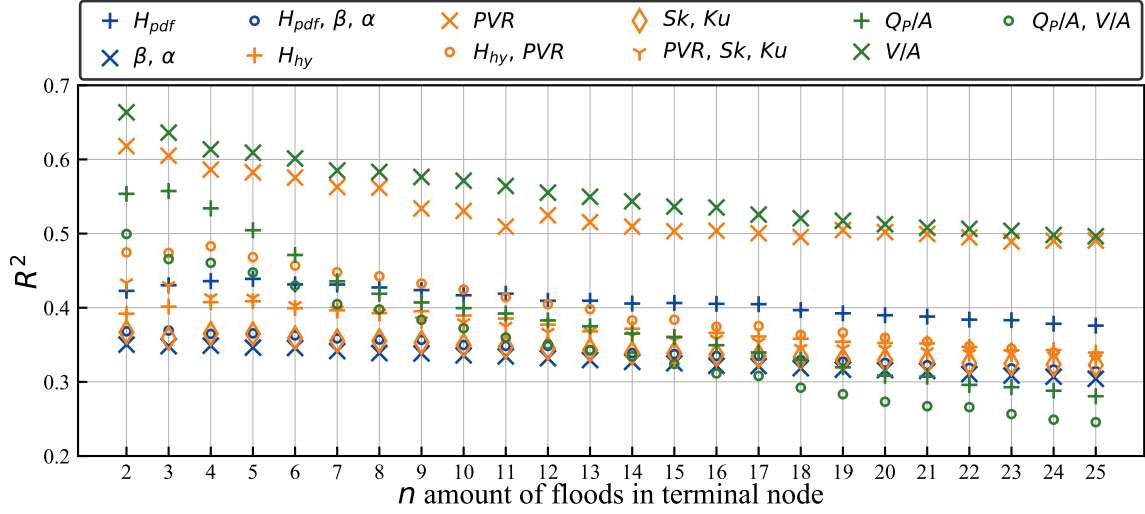 H_pdf H_pdf, β, α PVR Sk, Ku Q_P/A Q_P/A, V/A
β, α H_hy H_hy, PVR PVR, Sk, Ku V/A
0.7
0.6
0.5
0.4
0.3
0.2
R²
2 3 4 5 6 7 8 9 10 11 12 13 14 15 16 17 18 19 20 21 22 23 24 25
n amount of floods in terminal node